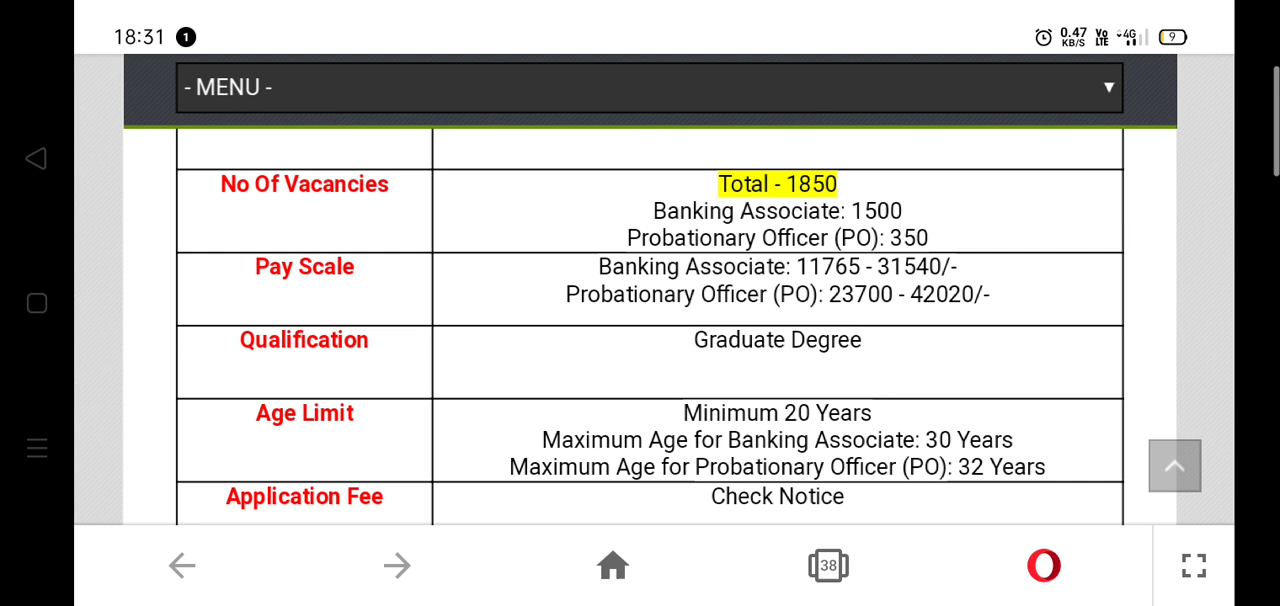 18:31 1 0.47 KB/S Vo LTE 4G 9
- MENU -
No Of Vacancies
Total - 1850
Banking Associate: 1500
Probationary Officer (PO): 350
Pay Scale
Banking Associate: 11765 - 31540/-
Probationary Officer (PO): 23700 - 42020/-
Qualification
Graduate Degree
Age Limit
Minimum 20 Years
Maximum Age for Banking Associate: 30 Years
Maximum Age for Probationary Officer (PO): 32 Years
Application Fee
Check Notice
38